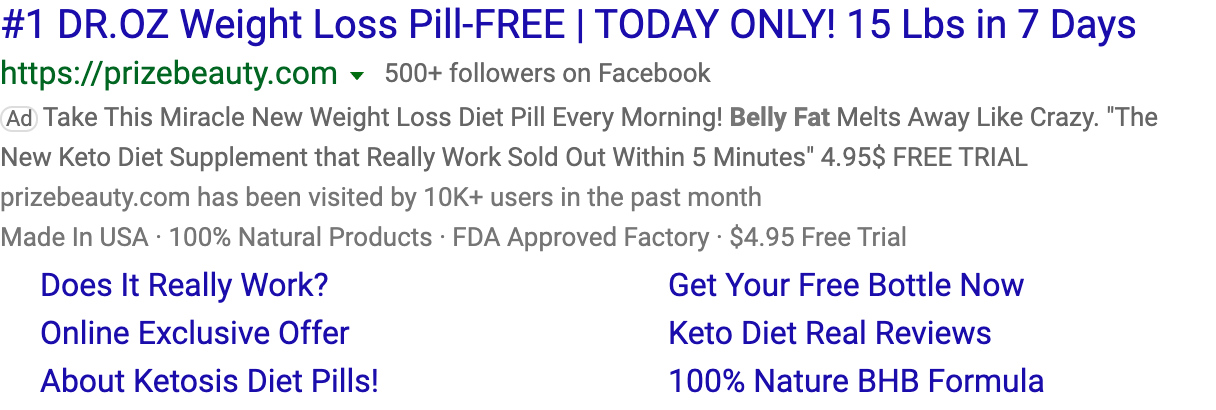 #1 DR.OZ Weight Loss Pill-FREE | TODAY ONLY! 15 Lbs in 7 Days
https://prizebeauty.com 500+ followers on Facebook
Ad Take This Miracle New Weight Loss Diet Pill Every Morning! Belly Fat Melts Away Like Crazy. "The
New Keto Diet Supplement that Really Work Sold Out Within 5 Minutes" 4.95$ FREE TRIAL
prizebeauty.com has been visited by 10K+ users in the past month
Made In USA · 100% Natural Products · FDA Approved Factory · $4.95 Free Trial
Does It Really Work? Get Your Free Bottle Now
Online Exclusive Offer Keto Diet Real Reviews
About Ketosis Diet Pills! 100% Nature BHB Formula